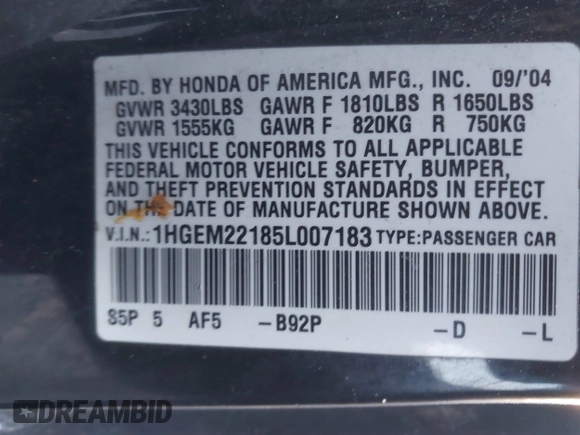 MFD. BY HONDA OF AMERICA MFG., INC. 09/'04
GVWR 3430LBS GAWR F 1810LBS R 1650LBS
GVWR 1555KG GAWR F 820KG R 750KG
THIS VEHICLE CONFORMS TO ALL APPLICABLE
FEDERAL MOTOR VEHICLE SAFETY, BUMPER,
AND THEFT PREVENTION STANDARDS IN EFFECT
ON THE DATE OF MANUFACTURE SHOWN ABOVE.
V.I.N.: 1HGEM22185L007183 TYPE:PASSENGER CAR
S5P 5 AF5 -B92P -D -L
DREAMBID